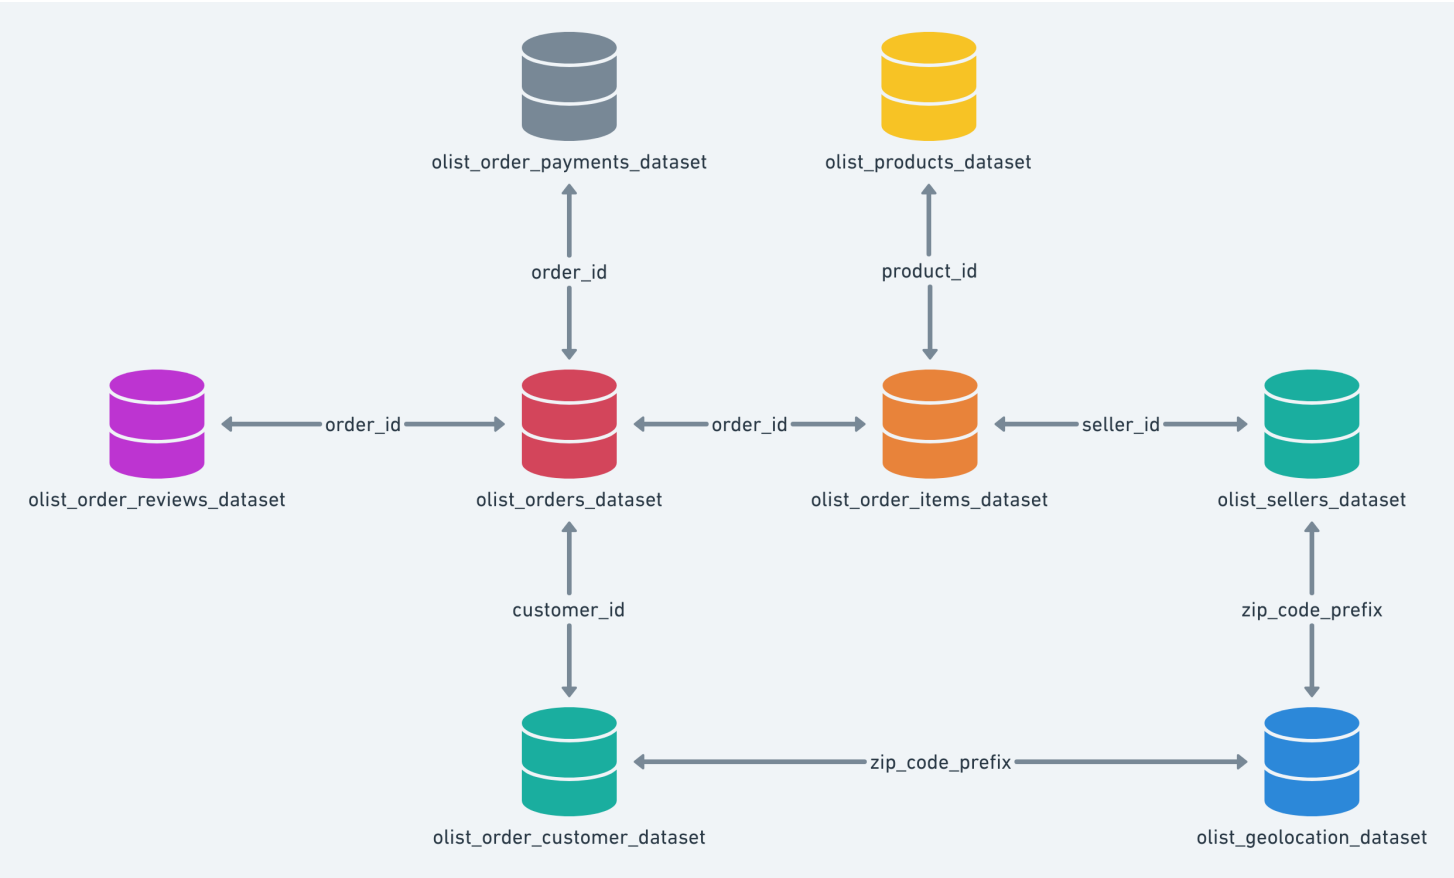 olist_order_payments_dataset
olist_products_dataset
order_id
product_id
order_id
order_id
seller_id
olist_order_reviews_dataset
olist_orders_dataset
olist_order_items_dataset
olist_sellers_dataset
customer_id
zip_code_prefix
zip_code_prefix
olist_order_customer_dataset
olist_geolocation_dataset